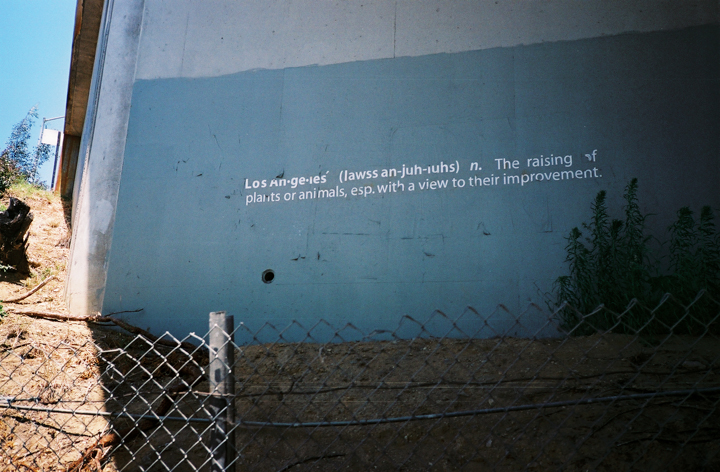 Los An·ge·les′ (lawss an-juh-luhs) n. The raising of
plants or animals, esp. with a view to their improvement.